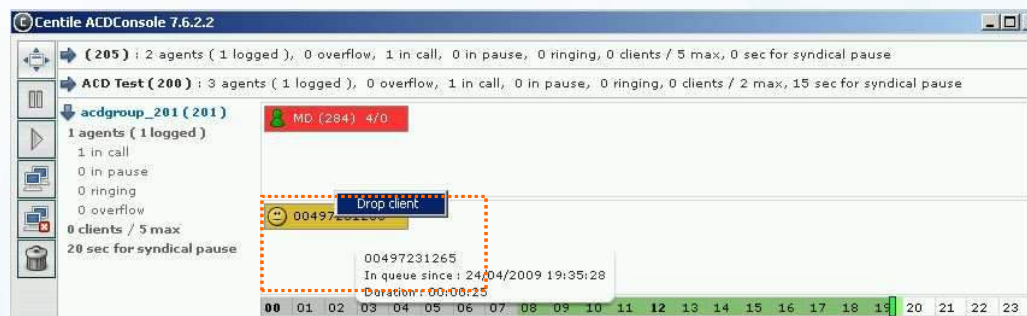 Centile ACDConsole 7.6.2.2
(205) : 2 agents ( 1 logged ), 0 overflow, 1 in call, 0 in pause, 0 ringing, 0 clients / 5 max, 0 sec for syndical pause
ACD Test ( 200 ) : 3 agents ( 1 logged ), 0 overflow, 1 in call, 0 in pause, 0 ringing, 0 clients / 2 max, 15 sec for syndical pause
acdgroup_201 ( 201 )
MD (284) 4/0
1 agents ( 1 logged )
1 in call
0 in pause
0 ringing
Drop client
0 overflow
00497231265
0 clients / 5 max
20 sec for syndical pause
00497231265
In queue since : 24/04/2009 19:35:28
Duration : 00:00:25
00 01 02 03 04 05 06 07 08 09 10 11 12 13 14 15 16 17 18 19 20 21 22 23